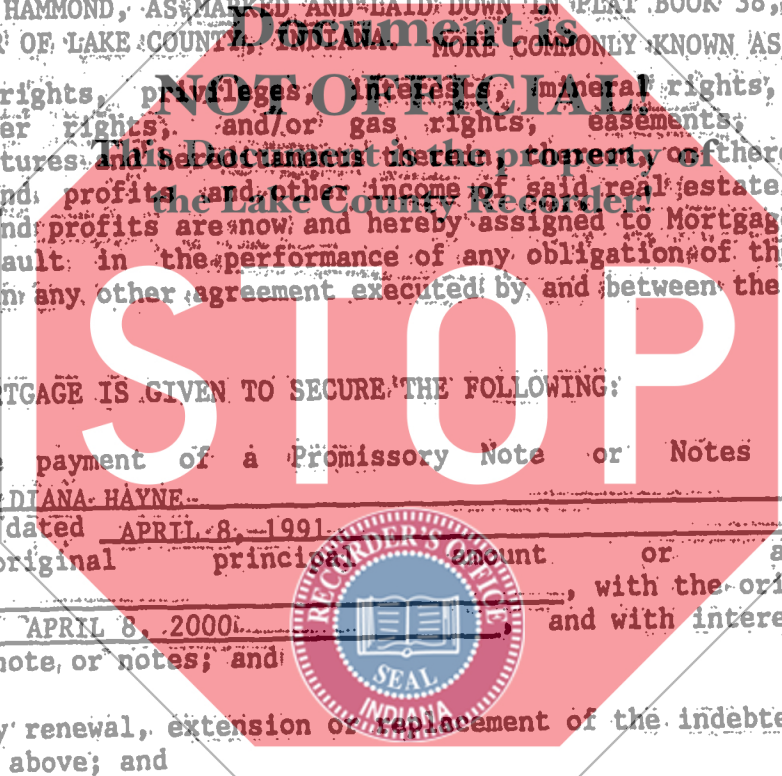 HAMMOND, AS MARKED AND LAID DOWN IN PLAT BOOK 38,
Document is
OF LAKE COUNTY, INDIANA. MORE COMMONLY KNOWN AS
NOT OFFICIAL!
rights, privileges, interests, mineral rights,
er rights, and/or gas rights, easements,
This Document is the property of
tures and hereditaments therein, thereon, or there
the Lake County Recorder!
nd profits and other income of said real estate
nd profits are now and hereby assigned to Mortgag
ault in the performance of any obligation of th
n any other agreement executed by and between the
STOP
RTGAGE IS GIVEN TO SECURE THE FOLLOWING:
e payment of a Promissory Note or Notes
DIANA HAYNE
dated APRIL 8, 1991
original principal amount or a
, with the ori
APRIL 8, 2000, and with intere
note or notes; and
RECORDER'S OFFICE
SEAL
INDIANA
y renewal, extension or replacement of the indebte
above; and